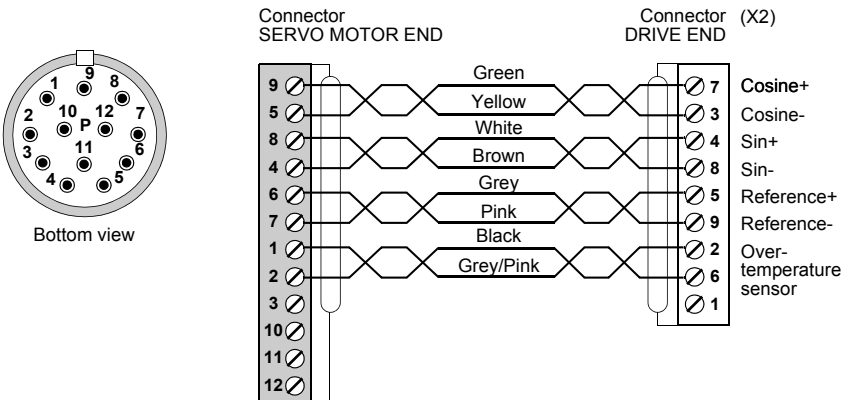 Connector
SERVO MOTOR END
Connector (X2)
DRIVE END
1 9 8
2 10 12 7
P
3 11 6
4 5
Bottom view
9 Green 7 Cosine+
5 Yellow 3 Cosine-
8 White 4 Sin+
4 Brown 8 Sin-
6 Grey 5 Reference+
7 Pink 9 Reference-
1 Black 2 Over-
temperature
2 Grey/Pink 6 sensor
3 1
10
11
12